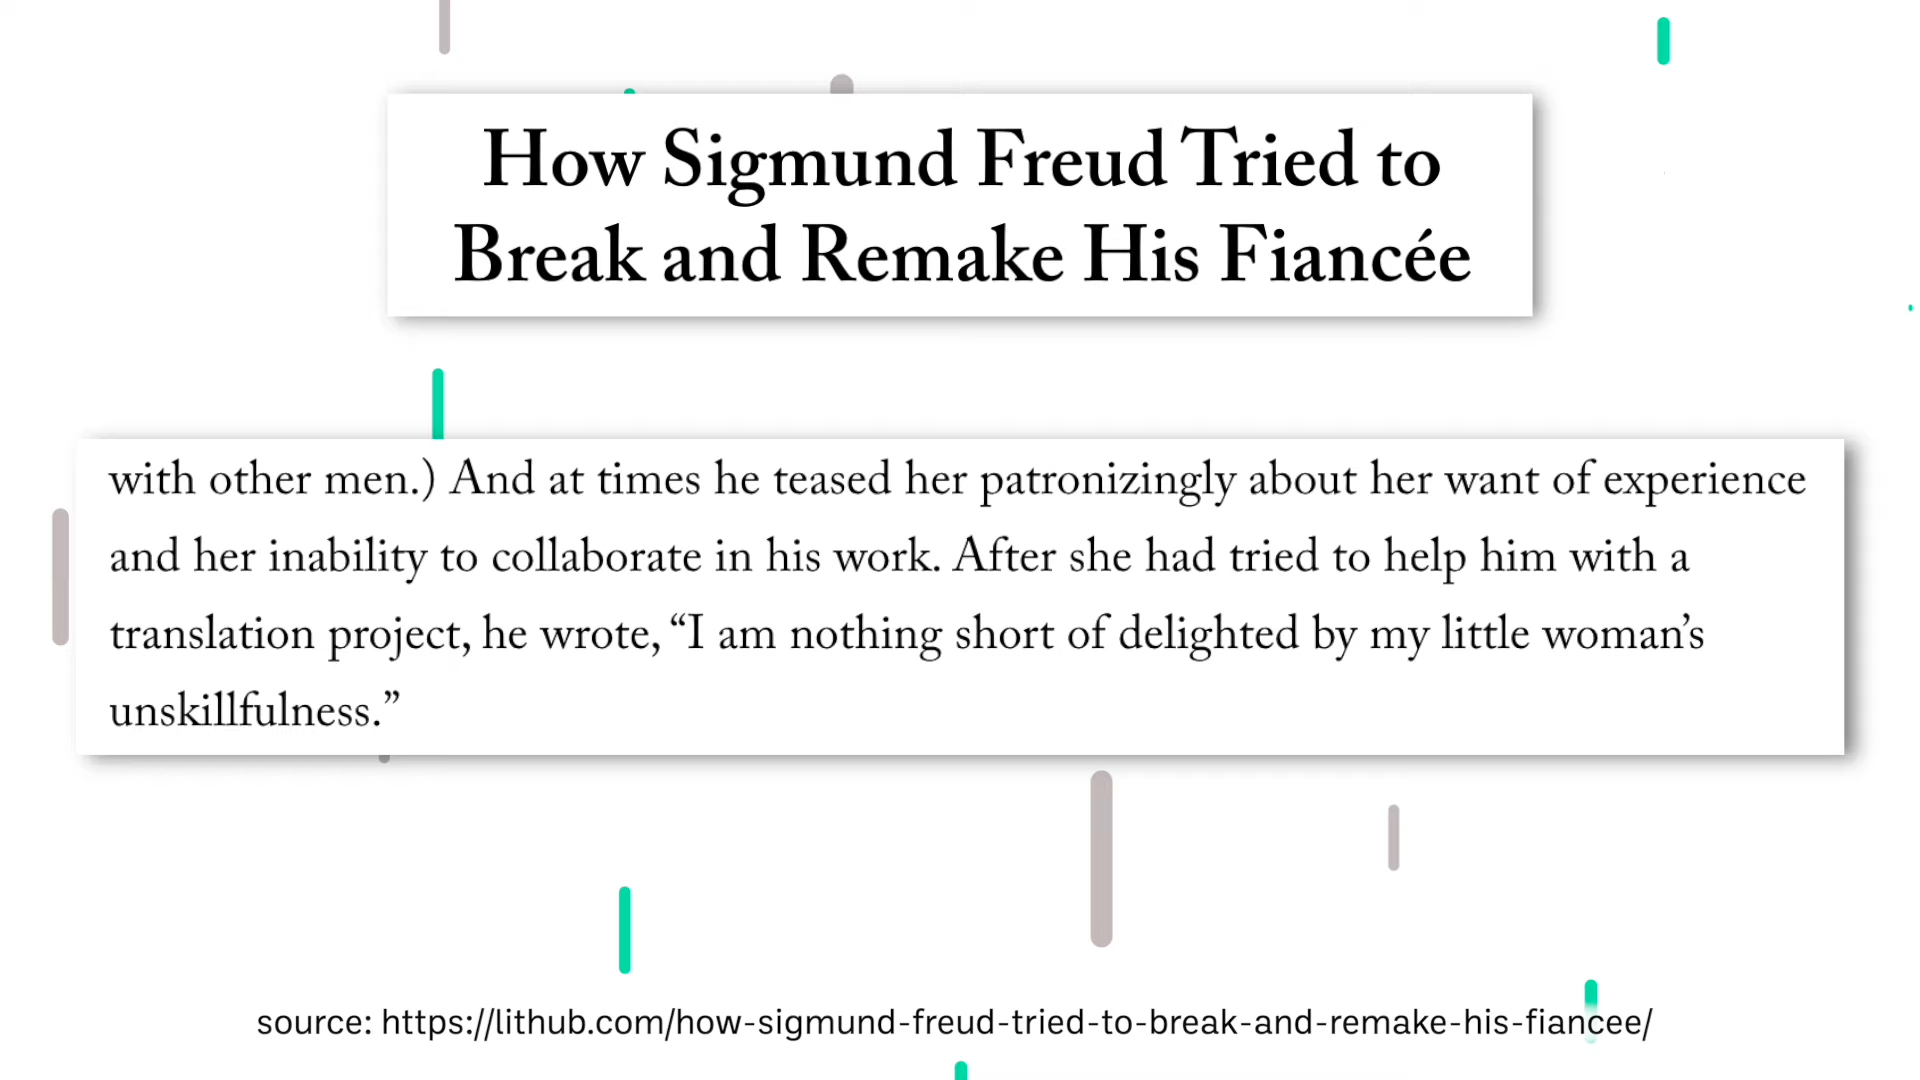 How Sigmund Freud Tried to
Break and Remake His Fiancée
with other men.) And at times he teased her patronizingly about her want of experience
and her inability to collaborate in his work. After she had tried to help him with a
translation project, he wrote, “I am nothing short of delighted by my little woman’s
unskillfulness.”
source: https://lithub.com/how-sigmund-freud-tried-to-break-and-remake-his-fiancee/